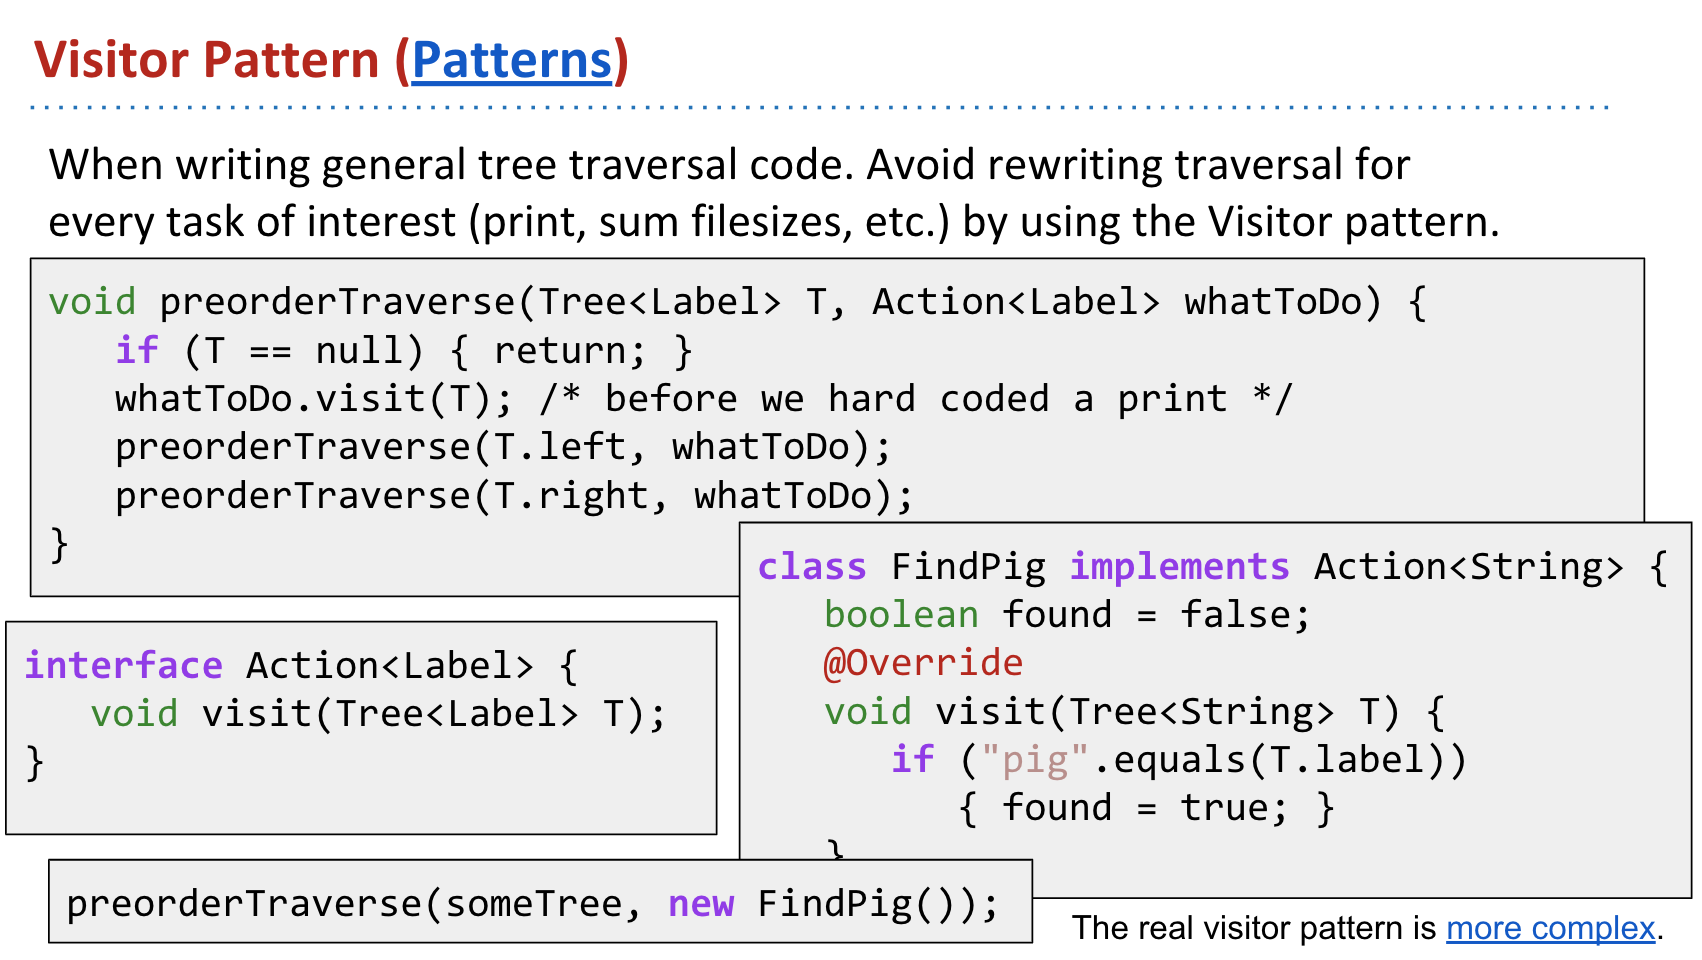 Visitor Pattern (Patterns)
When writing general tree traversal code. Avoid rewriting traversal for
every task of interest (print, sum filesizes, etc.) by using the Visitor pattern.
void preorderTraverse(Tree<Label> T, Action<Label> whatToDo) {
   if (T == null) { return; }
   whatToDo.visit(T); /* before we hard coded a print */
   preorderTraverse(T.left, whatToDo);
   preorderTraverse(T.right, whatToDo);
}
interface Action<Label> {
   void visit(Tree<Label> T);
}
class FindPig implements Action<String> {
   boolean found = false;
   @Override
   void visit(Tree<String> T) {
      if ("pig".equals(T.label))
         { found = true; }
   }
preorderTraverse(someTree, new FindPig());
The real visitor pattern is more complex.